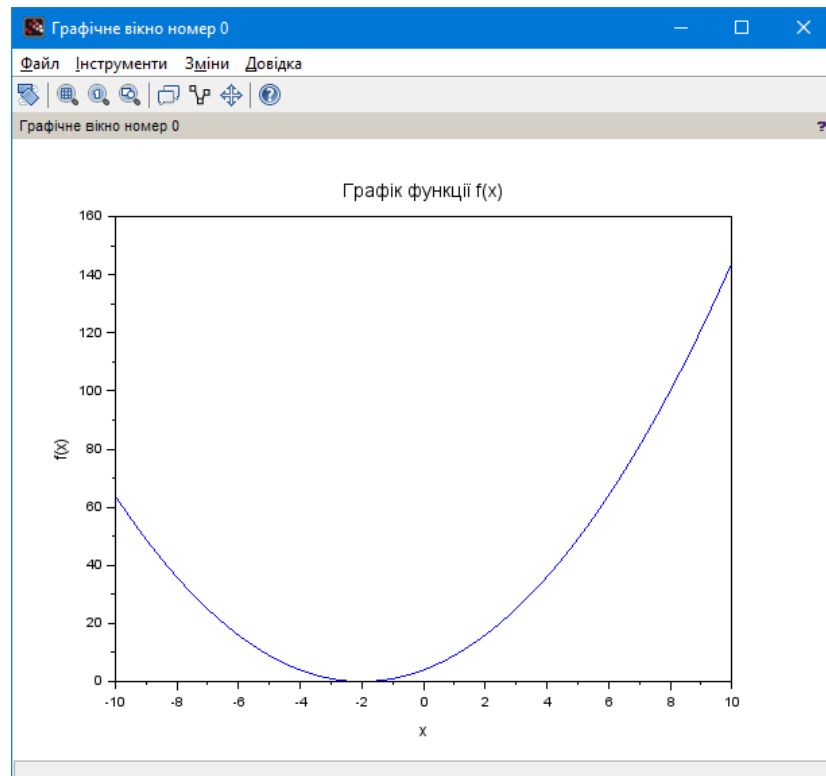 Графічне вікно номер 0
Файл Інструменти Зміни Довідка
Графічне вікно номер 0 ?
Графік функції f(x)
160
140
120
100
80
60
40
20
0
f(x)
-10 -8 -6 -4 -2 0 2 4 6 8 10
x